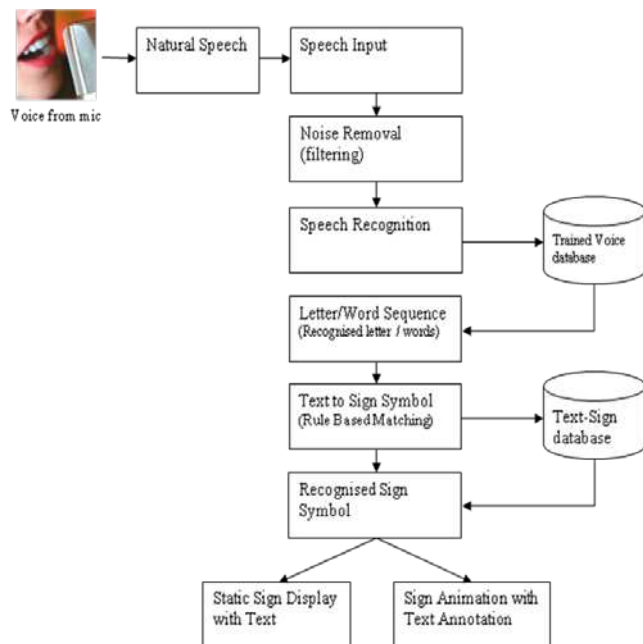 Natural Speech
Speech Input
Voice from mic
Noise Removal
(filtering)
Speech Recognition
Trained Voice
database
Letter/Word Sequence
(Recognised letter / words)
Text to Sign Symbol
(Rule Based Matching)
Text-Sign
database
Recognised Sign
Symbol
Static Sign Display
with Text
Sign Animation with
Text Annotation